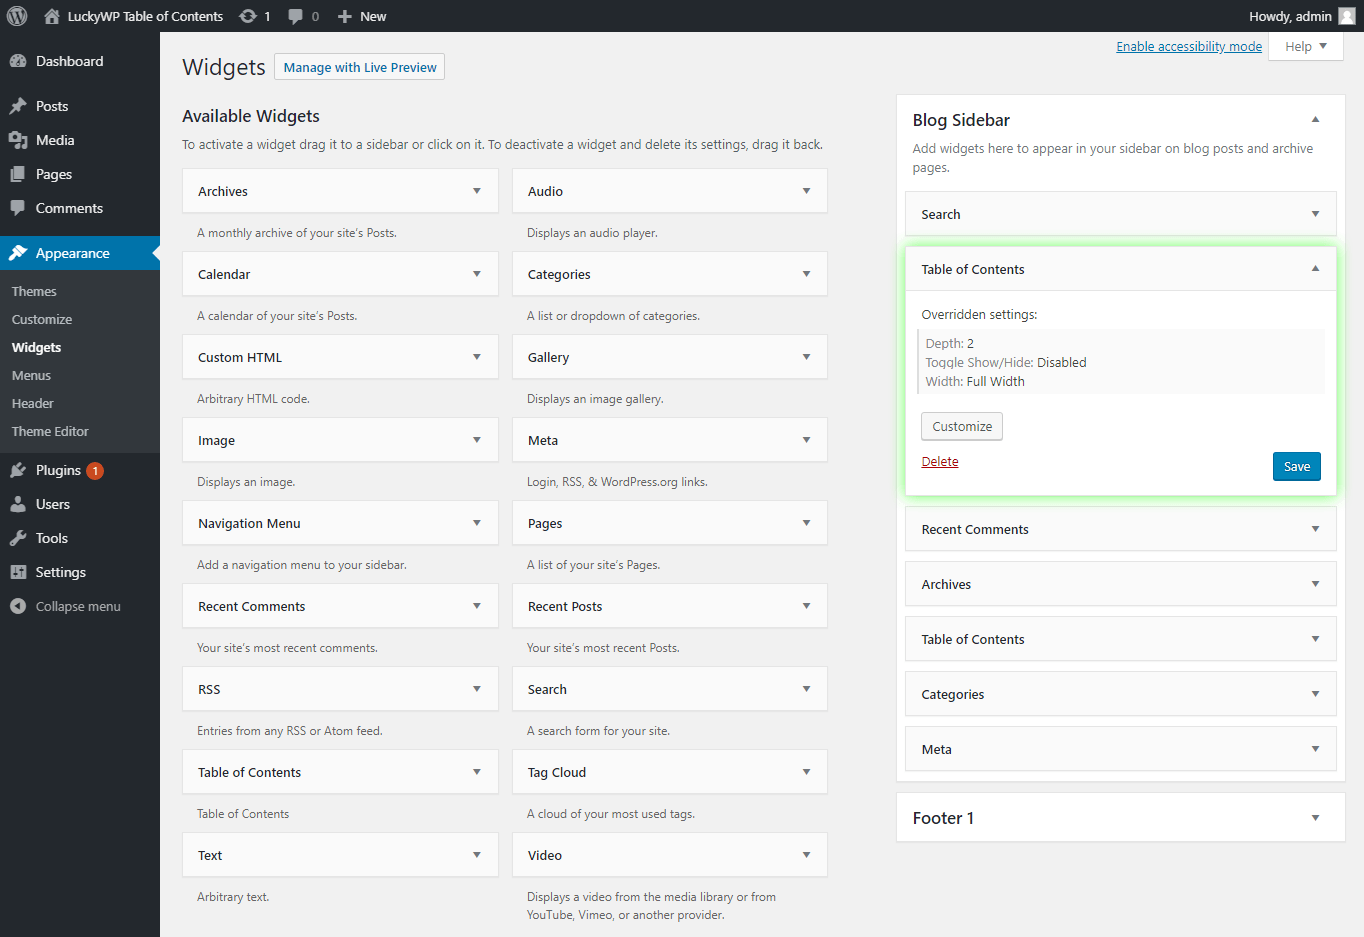 LuckyWP Table of Contents 1 0 New Howdy, admin
Dashboard
Posts
Media
Pages
Comments
Appearance
Themes
Customize
Widgets
Menus
Header
Theme Editor
Plugins 1
Users
Tools
Settings
Collapse menu
Enable accessibility mode Help
Widgets Manage with Live Preview
Available Widgets
To activate a widget drag it to a sidebar or click on it. To deactivate a widget and delete its settings, drag it back.
Archives Audio
A monthly archive of your site's Posts. Displays an audio player.
Calendar Categories
A calendar of your site's Posts. A list or dropdown of categories.
Custom HTML Gallery
Arbitrary HTML code. Displays an image gallery.
Image Meta
Displays an image. Login, RSS, & WordPress.org links.
Navigation Menu Pages
Add a navigation menu to your sidebar. A list of your site's Pages.
Recent Comments Recent Posts
Your site's most recent comments. Your site's most recent Posts.
RSS Search
Entries from any RSS or Atom feed. A search form for your site.
Table of Contents Tag Cloud
Table of Contents A cloud of your most used tags.
Text Video
Arbitrary text. Displays a video from the media library or from
YouTube, Vimeo, or another provider.
Blog Sidebar
Add widgets here to appear in your sidebar on blog posts and archive
pages.
Search
Table of Contents
Overridden settings:
Depth: 2
Toggle Show/Hide: Disabled
Width: Full Width
Customize
Delete Save
Recent Comments
Archives
Table of Contents
Categories
Meta
Footer 1